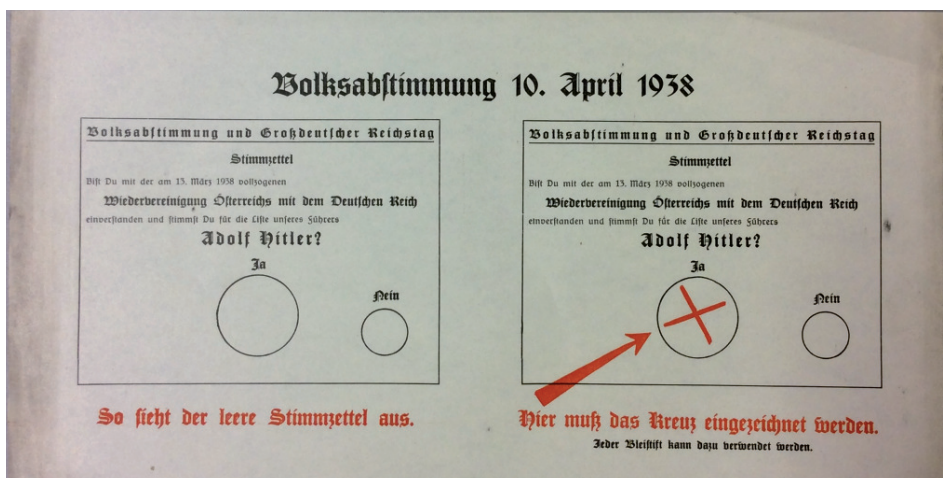 Volksabstimmung 10. April 1938
Volksabstimmung und Großdeutscher Reichstag
Stimmzettel
Bist Du mit der am 13. März 1938 vollzogenen
Wiedervereinigung Österreichs mit dem Deutschen Reich
einverstanden und stimmst Du für die Liste unseres Führers
Adolf Hitler?
Ja
Nein
So sieht der leere Stimmzettel aus.
Volksabstimmung und Großdeutscher Reichstag
Stimmzettel
Bist Du mit der am 13. März 1938 vollzogenen
Wiedervereinigung Österreichs mit dem Deutschen Reich
einverstanden und stimmst Du für die Liste unseres Führers
Adolf Hitler?
Ja
Nein
Hier muß das Kreuz eingezeichnet werden.
Jeder Bleistift kann dazu verwendet werden.